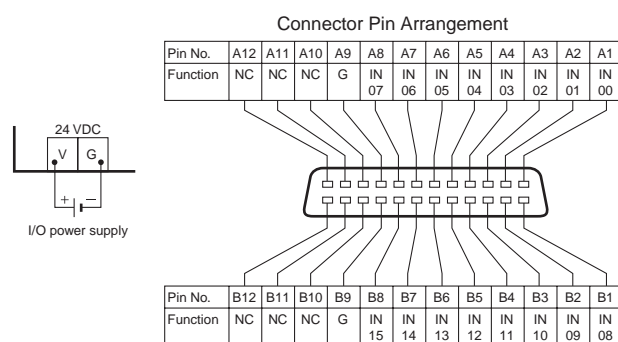 Connector Pin Arrangement
Pin No. A12 A11 A10 A9 A8 A7 A6 A5 A4 A3 A2 A1
Function NC NC NC G IN 07 IN 06 IN 05 IN 04 IN 03 IN 02 IN 01 IN 00
24 VDC
V G
+ −
I/O power supply
Pin No. B12 B11 B10 B9 B8 B7 B6 B5 B4 B3 B2 B1
Function NC NC NC G IN 15 IN 14 IN 13 IN 12 IN 11 IN 10 IN 09 IN 08